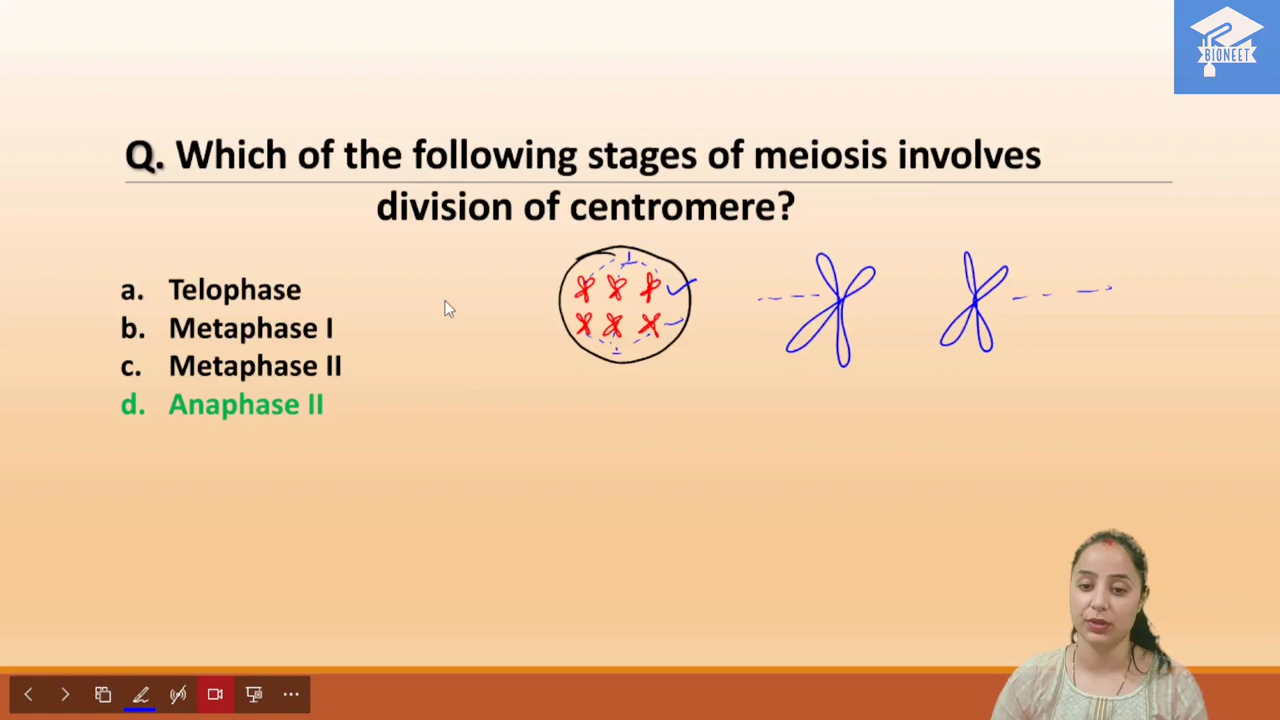 BIONEET
Q. Which of the following stages of meiosis involves
division of centromere?
a. Telophase
b. Metaphase I
c. Metaphase II
d. Anaphase II